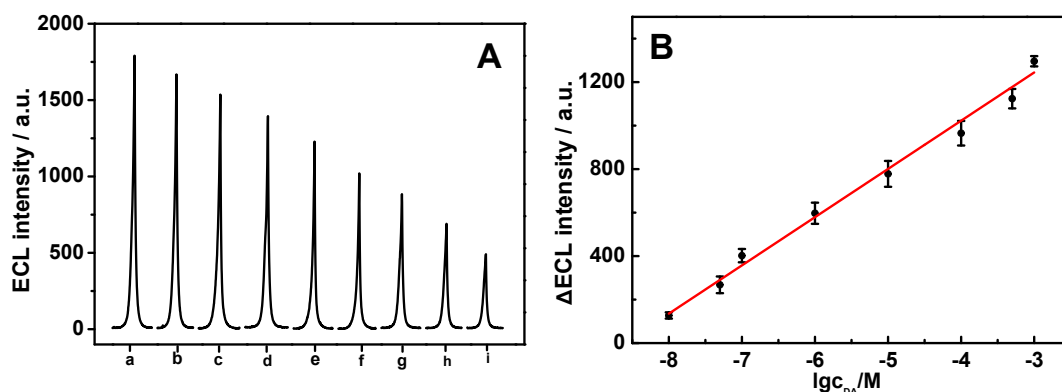 A
ECL intensity / a.u.
2000
1500
1000
500
0
a b c d e f g h i
B
ΔECL intensity / a.u.
1200
800
400
0
-8 -7 -6 -5 -4 -3
lgc_DA/M